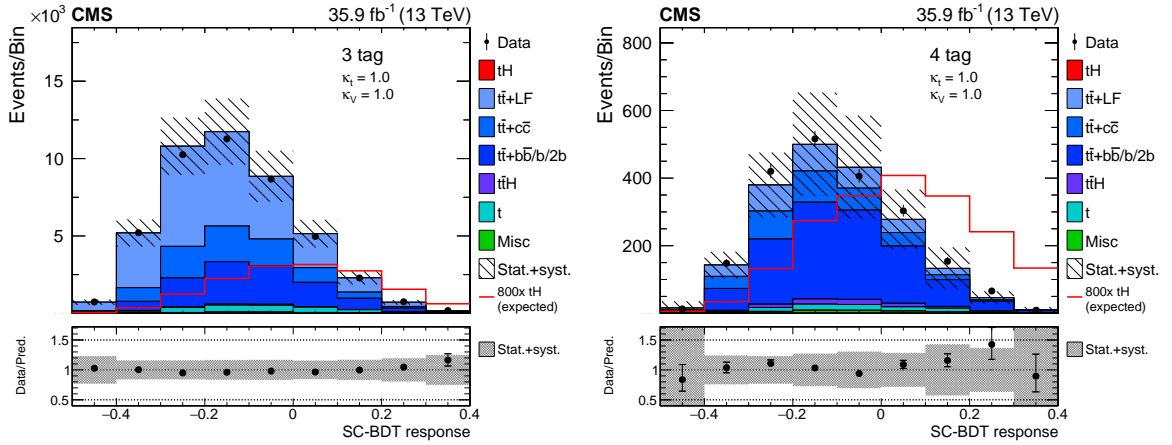 ×10³ CMS 35.9 fb⁻¹ (13 TeV)
Events/Bin
15
10
5
3 tag
κt = 1.0
κV = 1.0
Data
tH
tt̄+LF
tt̄+cc̄
tt̄+bb̄/b/2b
tt̄H
t
Misc
Stat.+syst.
800x tH
(expected)
Data/Pred.
1.5
1
0.5
Stat.+syst.
−0.4 −0.2 0 0.2 0.4
SC-BDT response
CMS 35.9 fb⁻¹ (13 TeV)
Events/Bin
800
600
400
200
4 tag
κt = 1.0
κV = 1.0
Data
tH
tt̄+LF
tt̄+cc̄
tt̄+bb̄/b/2b
tt̄H
t
Misc
Stat.+syst.
800x tH
(expected)
Data/Pred.
1.5
1
0.5
Stat.+syst.
−0.4 −0.2 0 0.2 0.4
SC-BDT response